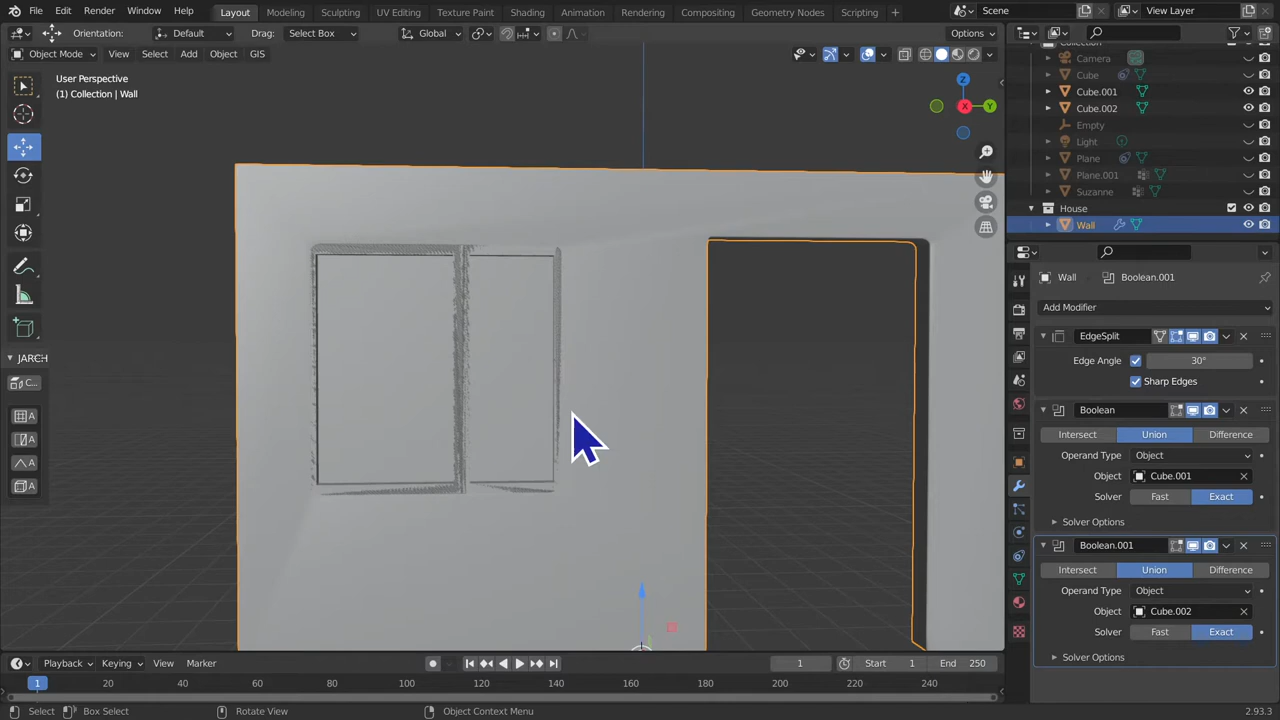 File Edit Render Window Help Layout Modeling Sculpting UV Editing Texture Paint Shading Animation Rendering Compositing Geometry Nodes Scripting + Scene View Layer
Orientation: Default Drag: Select Box Global Options
Object Mode View Select Add Object GIS
User Perspective
(1) Collection | Wall
Z
Y
X
JARCH
C...
A
A
A
A
Collection
Camera
Cube
Cube.001
Cube.002
Empty
Light
Plane
Plane.001
Suzanne
House
Wall
Wall Boolean.001
Add Modifier
EdgeSplit
Edge Angle 30°
Sharp Edges
Boolean
Intersect Union Difference
Operand Type Object
Object Cube.001
Solver Fast Exact
Solver Options
Boolean.001
Intersect Union Difference
Operand Type Object
Object Cube.002
Solver Fast Exact
Solver Options
Playback Keying View Marker 1 Start 1 End 250
1 20 40 60 80 100 120 140 160 180 200 220 240
Select Box Select Rotate View Object Context Menu 2.93.3